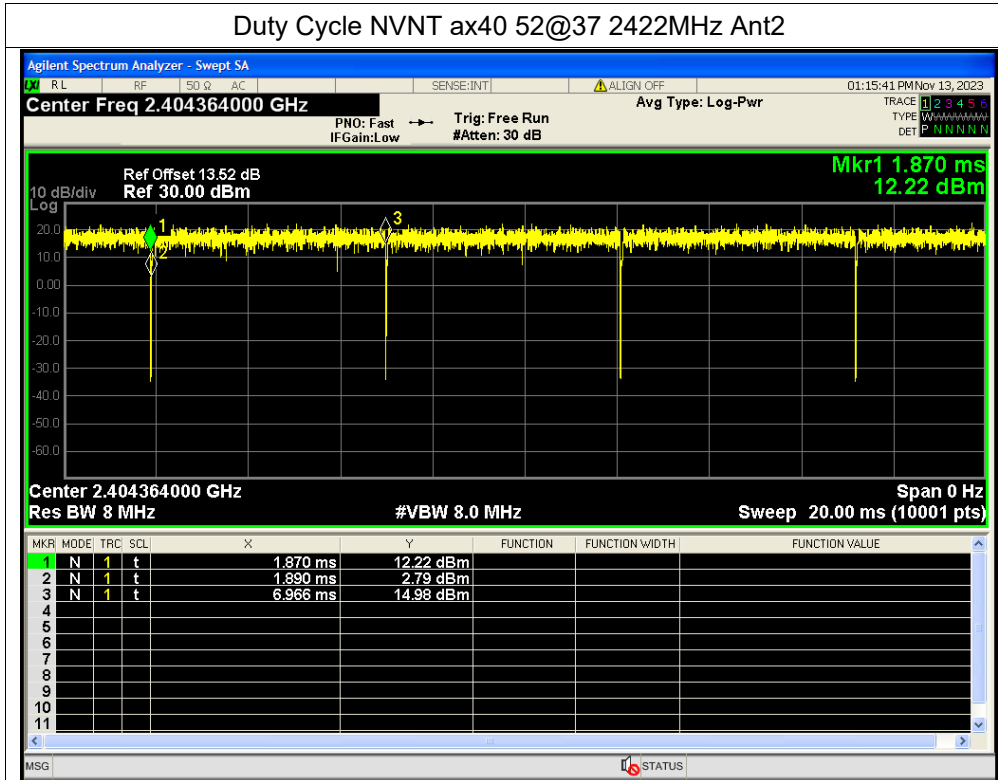 Duty Cycle NVNT ax40 52@37 2422MHz Ant2
Agilent Spectrum Analyzer - Swept SA
LXI RL RF 50 Ω AC SENSE:INT ALIGN OFF 01:15:41 PM Nov 13, 2023
Center Freq 2.404364000 GHz Avg Type: Log-Pwr TRACE 1 2 3 4 5 6
PNO: Fast Trig: Free Run TYPE WWWWWW
IFGain:Low #Atten: 30 dB DET P N N N N N
Mkr1 1.870 ms
Ref Offset 13.52 dB
10 dB/div Ref 30.00 dBm 12.22 dBm
Log
20.0
10.0
0.00
-10.0
-20.0
-30.0
-40.0
-50.0
-60.0
1
2
3
Center 2.404364000 GHz Span 0 Hz
Res BW 8 MHz #VBW 8.0 MHz Sweep 20.00 ms (10001 pts)
MKR MODE TRC SCL X Y FUNCTION FUNCTION WIDTH FUNCTION VALUE
1 N 1 t 1.870 ms 12.22 dBm
2 N 1 t 1.890 ms 2.79 dBm
3 N 1 t 6.966 ms 14.98 dBm
4
5
6
7
8
9
10
11
MSG STATUS